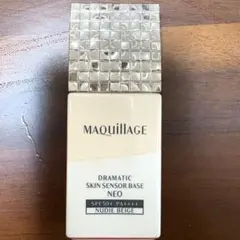 MAQuillAGE
DRAMATIC
SKIN SENSOR BASE
NEO
SPF50+ PA++++
NUDIE BEIGE